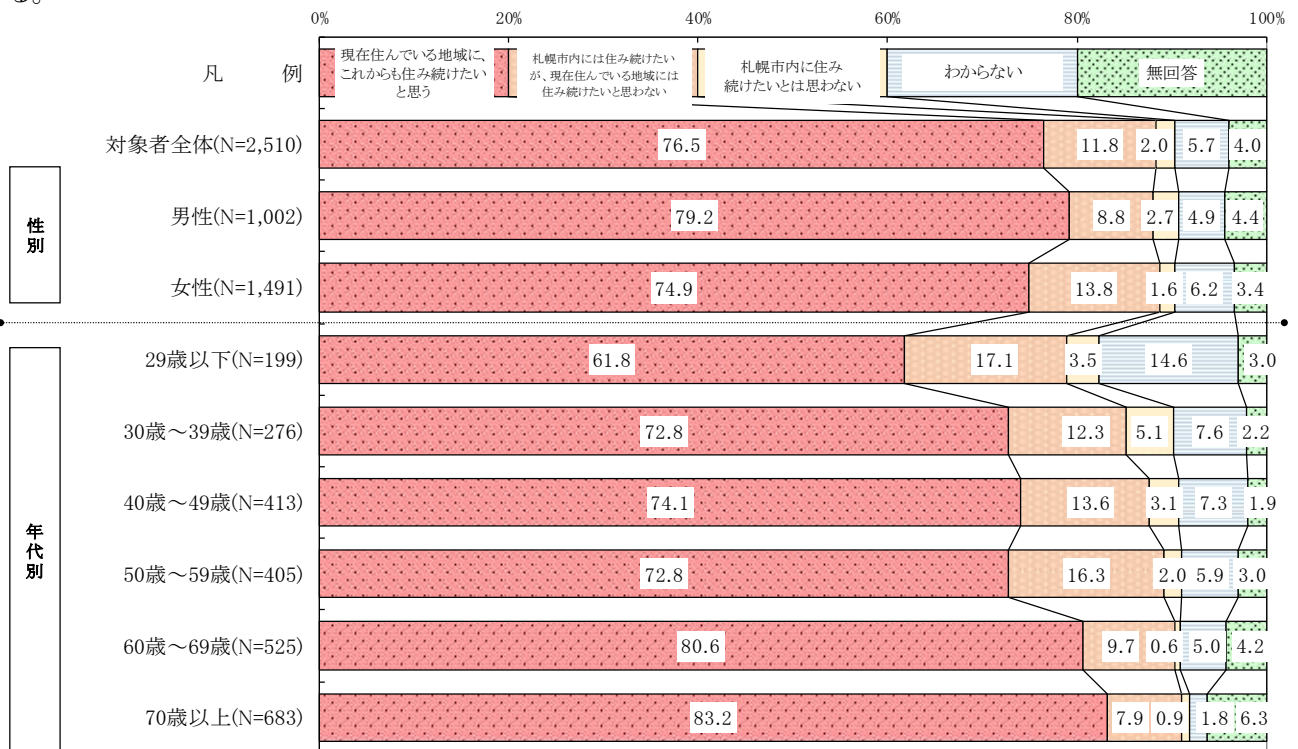 る。
0% 20% 40% 60% 80% 100%
凡 例
現在住んでいる地域に、
これからも住み続けたい
と思う
札幌市内には住み続けたい
が、現在住んでいる地域には
住み続けたいと思わない
札幌市内に住み
続けたいとは思わない
わからない
無回答
対象者全体(N=2,510) 76.5 11.8 2.0 5.7 4.0
性別
男性(N=1,002) 79.2 8.8 2.7 4.9 4.4
女性(N=1,491) 74.9 13.8 1.6 6.2 3.4
年代別
29歳以下(N=199) 61.8 17.1 3.5 14.6 3.0
30歳～39歳(N=276) 72.8 12.3 5.1 7.6 2.2
40歳～49歳(N=413) 74.1 13.6 3.1 7.3 1.9
50歳～59歳(N=405) 72.8 16.3 2.0 5.9 3.0
60歳～69歳(N=525) 80.6 9.7 0.6 5.0 4.2
70歳以上(N=683) 83.2 7.9 0.9 1.8 6.3